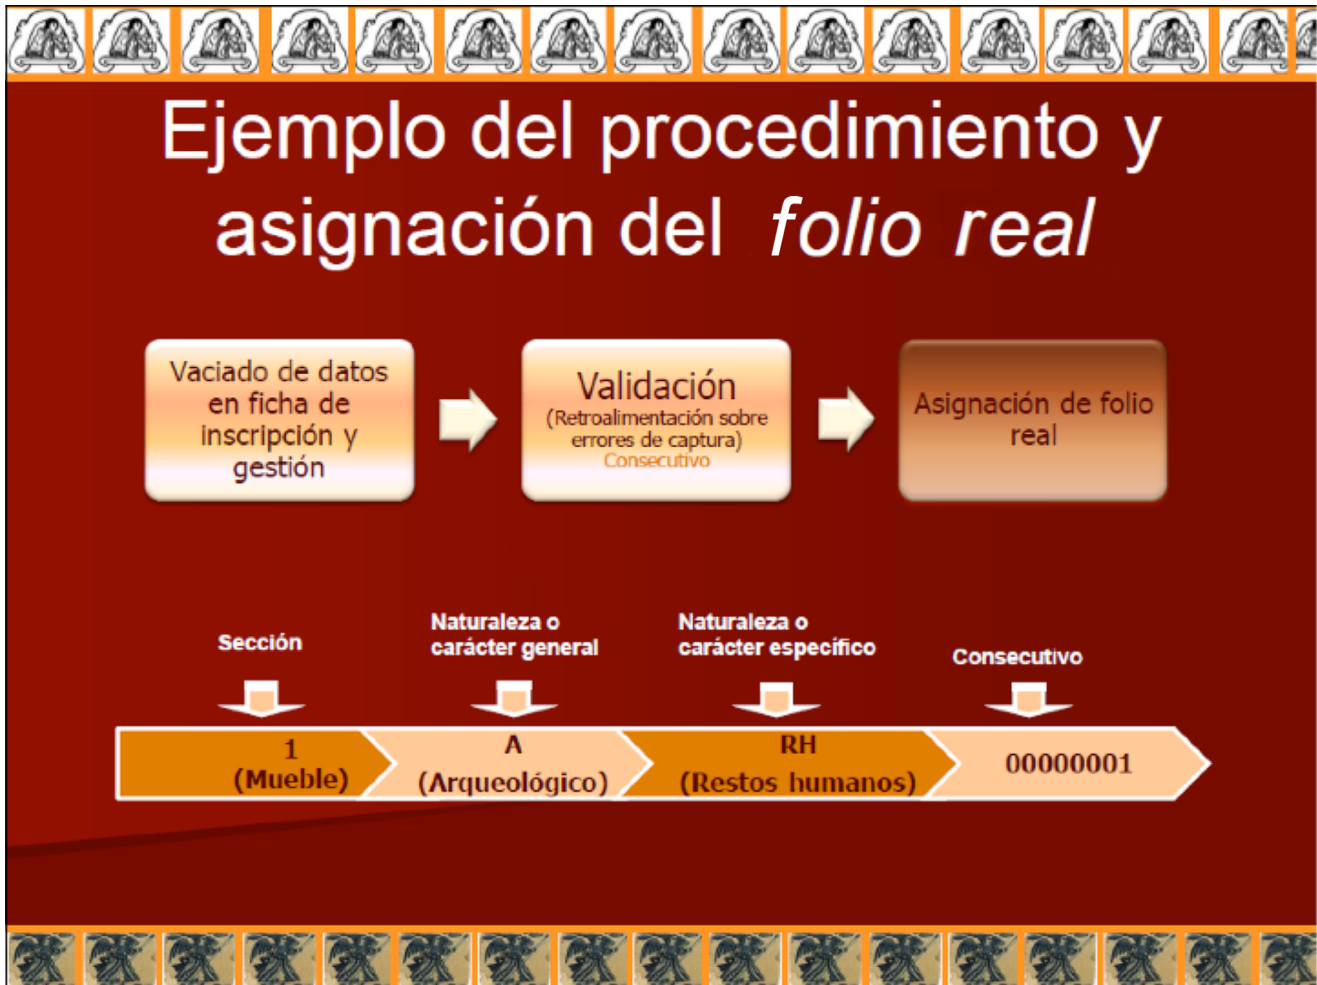 Ejemplo del procedimiento y
asignación del folio real
Vaciado de datos
en ficha de
inscripción y
gestión
Validación
(Retroalimentación sobre
errores de captura)
Consecutivo
Asignación de folio
real
Sección
Naturaleza o
carácter general
Naturaleza o
carácter específico
Consecutivo
1
(Mueble)
A
(Arqueológico)
RH
(Restos humanos)
00000001